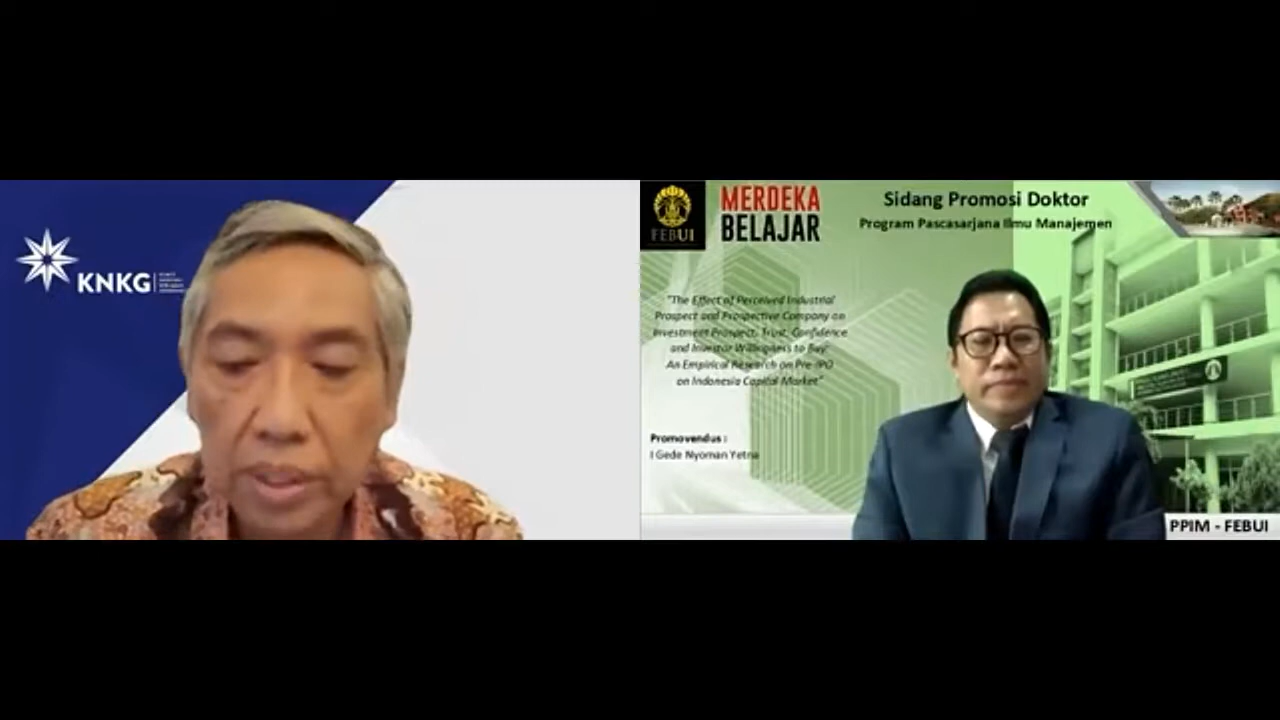 KNKG
FEBUI
MERDEKA
BELAJAR
Sidang Promosi Doktor
Program Pascasarjana Ilmu Manajemen
"The Effect of Perceived Industrial
Prospect and Prospective Company on
Investment Prospect, Trust, Confidence
and Investor Willingness to Buy:
An Empirical Research on Pre-IPO
on Indonesia Capital Market"
Promovendus :
I Gede Nyoman Yetna
PPIM - FEBUI